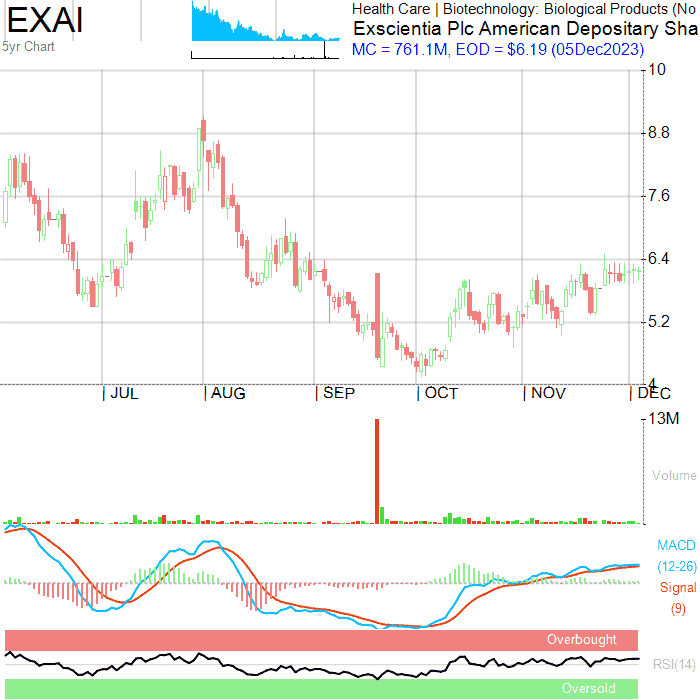 EXAI
5yr Chart
Health Care | Biotechnology: Biological Products (No
Exscientia Plc American Depositary Sha
MC = 761.1M, EOD = $6.19 (05Dec2023)
10
8.8
7.6
6.4
5.2
4
| JUL | AUG | SEP | OCT | NOV | DEC
13M
Volume
MACD
(12-26)
Signal
(9)
Overbought
RSI(14)
Oversold